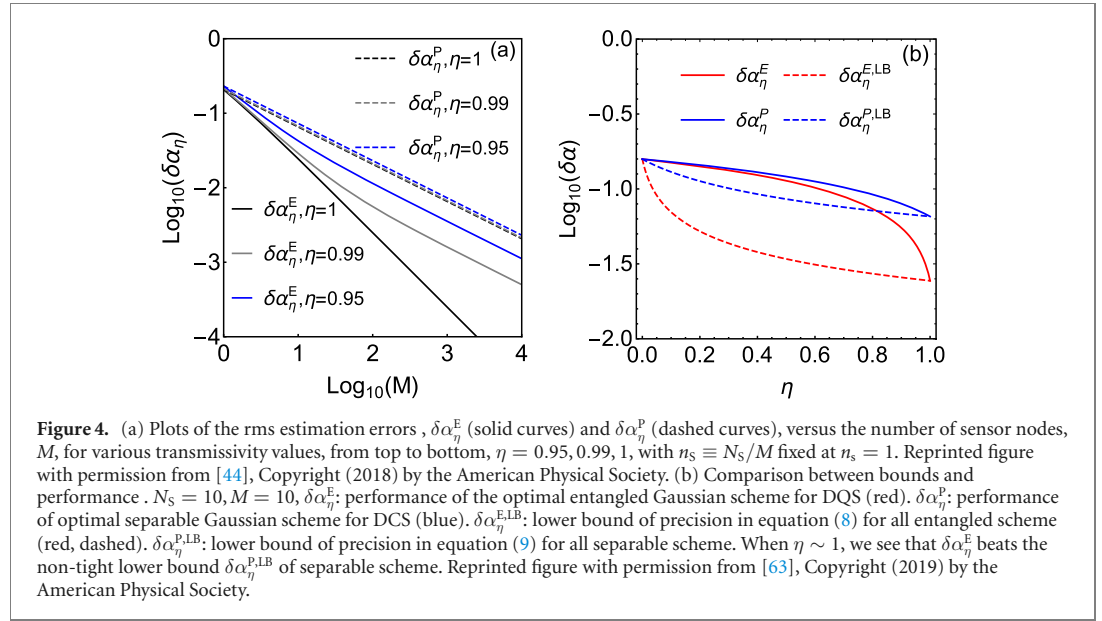 0
−1
−2
−3
−4
Log₁₀(δα_η)
(a)
δα_η^P, η=1
δα_η^P, η=0.99
δα_η^P, η=0.95
δα_η^E, η=1
δα_η^E, η=0.99
δα_η^E, η=0.95
0 1 2 3 4
Log₁₀(M)
0.0
−0.5
−1.0
−1.5
−2.0
Log₁₀(δα)
(b)
δα_η^E δα_η^{E,LB}
δα_η^P δα_η^{P,LB}
0.0 0.2 0.4 0.6 0.8 1.0
η
Figure 4. (a) Plots of the rms estimation errors , δα_η^E (solid curves) and δα_η^P (dashed curves), versus the number of sensor nodes,
M, for various transmissivity values, from top to bottom, η = 0.95, 0.99, 1, with n_S ≡ N_S/M fixed at n_s = 1. Reprinted figure
with permission from [44], Copyright (2018) by the American Physical Society. (b) Comparison between bounds and
performance . N_S = 10, M = 10, δα_η^E: performance of the optimal entangled Gaussian scheme for DQS (red). δα_η^P: performance
of optimal separable Gaussian scheme for DCS (blue). δα_η^{E,LB}: lower bound of precision in equation (8) for all entangled scheme
(red, dashed). δα_η^{P,LB}: lower bound of precision in equation (9) for all separable scheme. When η ∼ 1, we see that δα_η^E beats the
non-tight lower bound δα_η^{P,LB} of separable scheme. Reprinted figure with permission from [63], Copyright (2019) by the
American Physical Society.